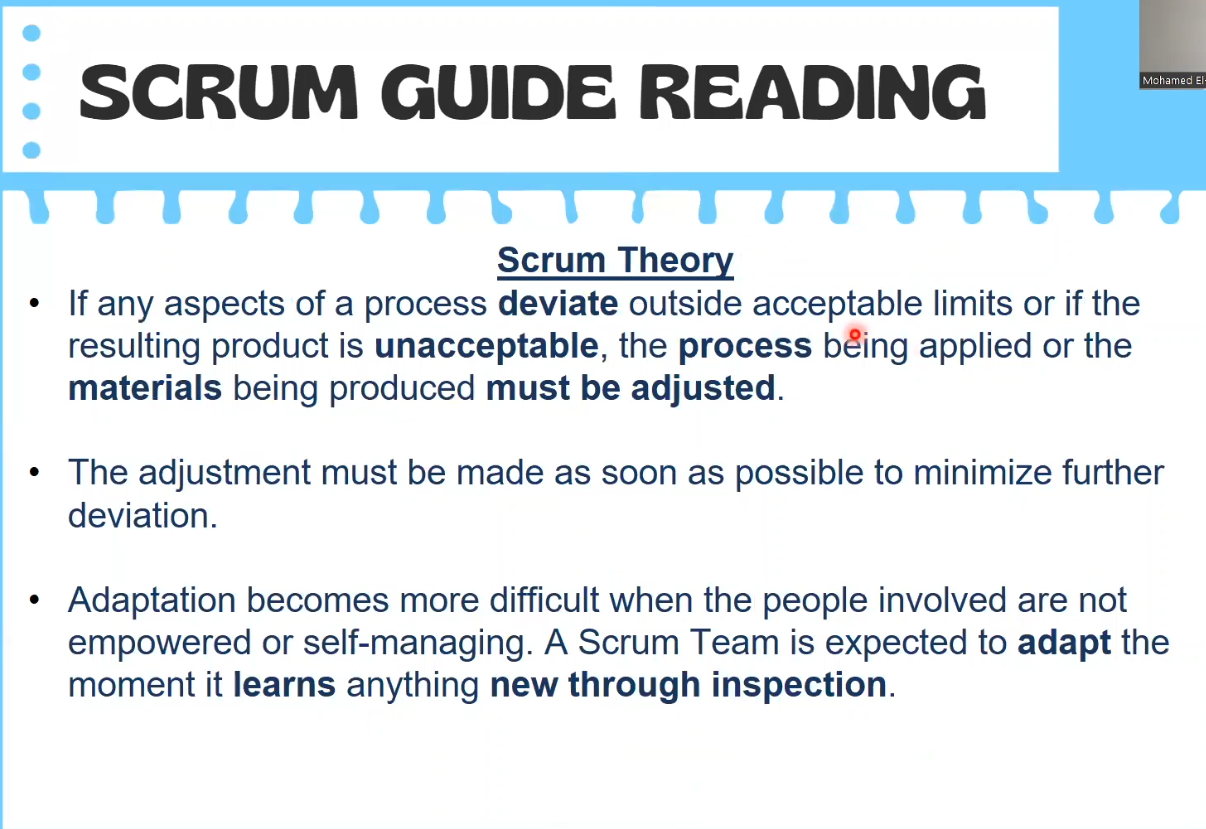 SCRUM GUIDE READING
Mohamed El-
Scrum Theory
• If any aspects of a process deviate outside acceptable limits or if the
resulting product is unacceptable, the process being applied or the
materials being produced must be adjusted.
• The adjustment must be made as soon as possible to minimize further
deviation.
• Adaptation becomes more difficult when the people involved are not
empowered or self-managing. A Scrum Team is expected to adapt the
moment it learns anything new through inspection.